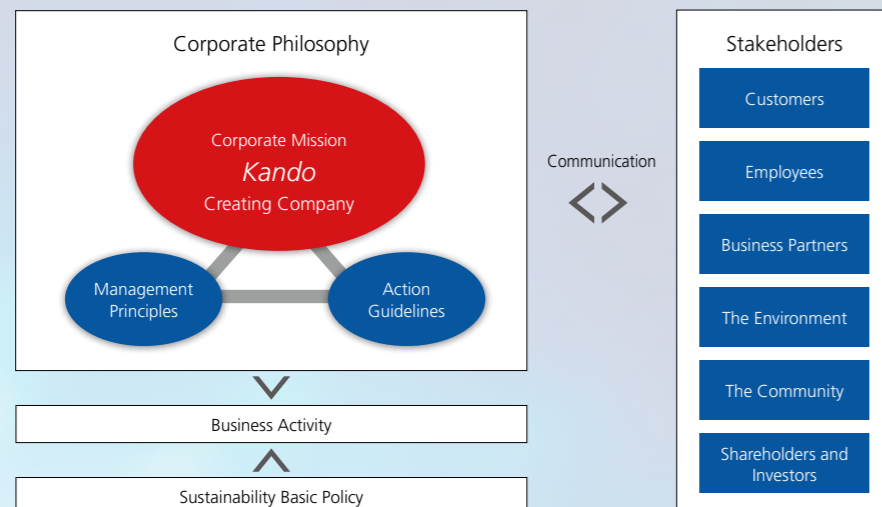 Corporate Philosophy
Corporate Mission
Kando
Creating Company
Management
Principles
Action
Guidelines
Business Activity
Sustainability Basic Policy
Communication
Stakeholders
Customers
Employees
Business Partners
The Environment
The Community
Shareholders and
Investors